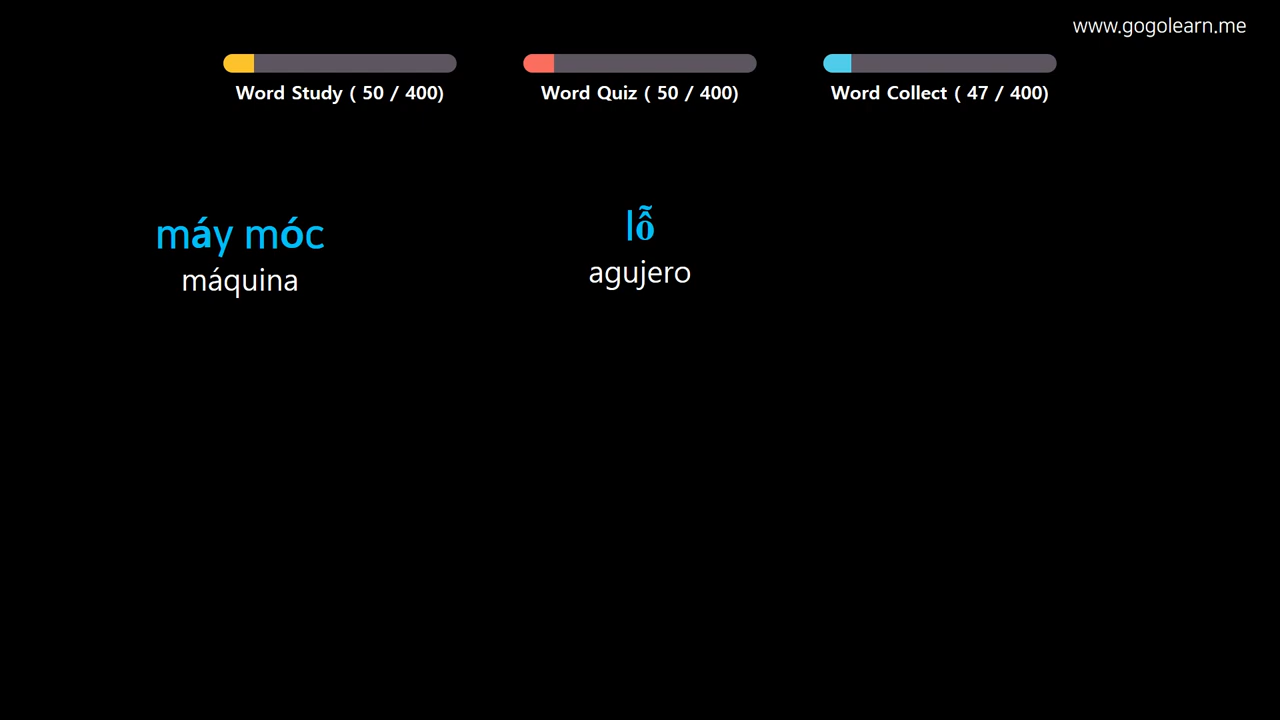 www.gogolearn.me
Word Study ( 50 / 400)
Word Quiz ( 50 / 400)
Word Collect ( 47 / 400)
máy móc
máquina
lỗ
agujero